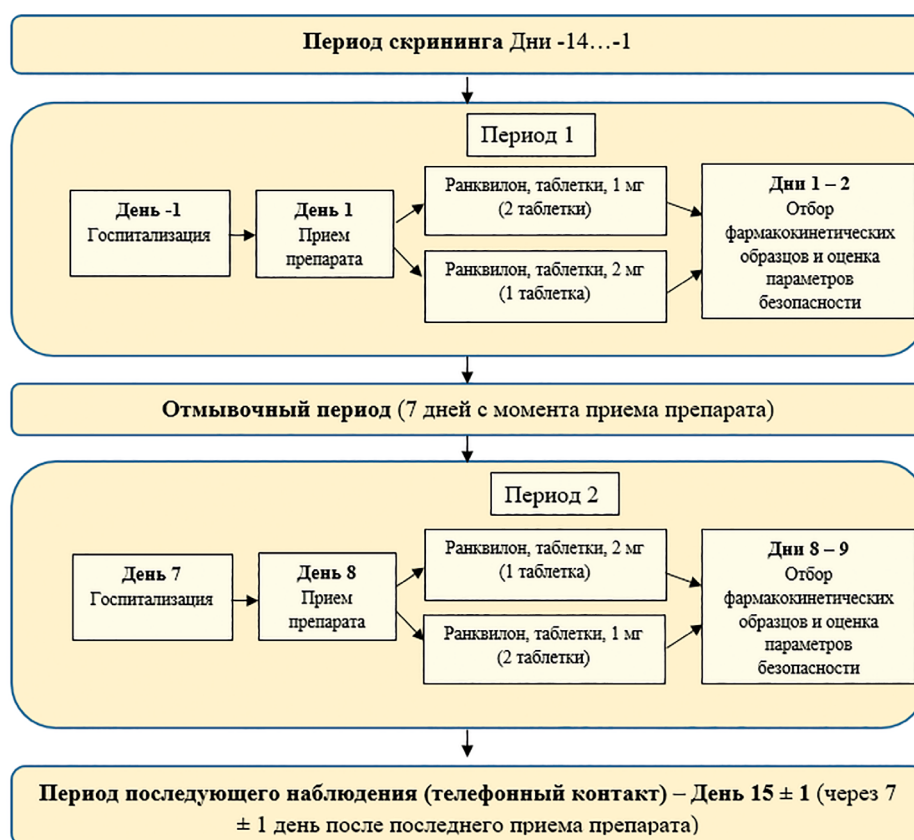 Период скрининга Дни -14…-1
Период 1
День -1
Госпитализация
День 1
Прием
препарата
Ранквилон, таблетки, 1 мг
(2 таблетки)
Ранквилон, таблетки, 2 мг
(1 таблетка)
Дни 1 – 2
Отбор
фармакокинетических
образцов и оценка
параметров
безопасности
Отмывочный период (7 дней с момента приема препарата)
Период 2
День 7
Госпитализация
День 8
Прием
препарата
Ранквилон, таблетки, 2 мг
(1 таблетка)
Ранквилон, таблетки, 1 мг
(2 таблетки)
Дни 8 – 9
Отбор
фармакокинетических
образцов и оценка
параметров
безопасности
Период последующего наблюдения (телефонный контакт) – День 15 ± 1 (через 7
± 1 день после последнего приема препарата)